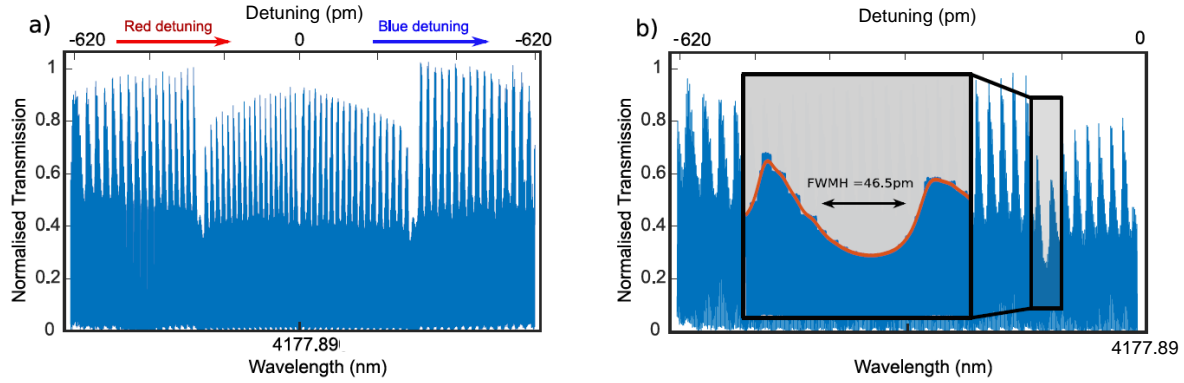 a)
Detuning (pm)
Red detuning
Blue detuning
-620
0
-620
Normalised Transmission
1
0.8
0.6
0.4
0.2
0
4177.89
Wavelength (nm)
b)
Detuning (pm)
-620
0
Normalised Transmission
1
0.8
0.6
0.4
0.2
0
FWMH =46.5pm
4177.89
Wavelength (nm)